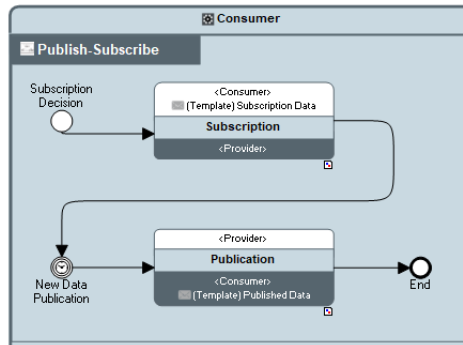 Consumer
Publish-Subscribe
Subscription
Decision
<Consumer>
(Template) Subscription Data
Subscription
<Provider>
<Provider>
Publication
<Consumer>
(Template) Published Data
New Data
Publication
End